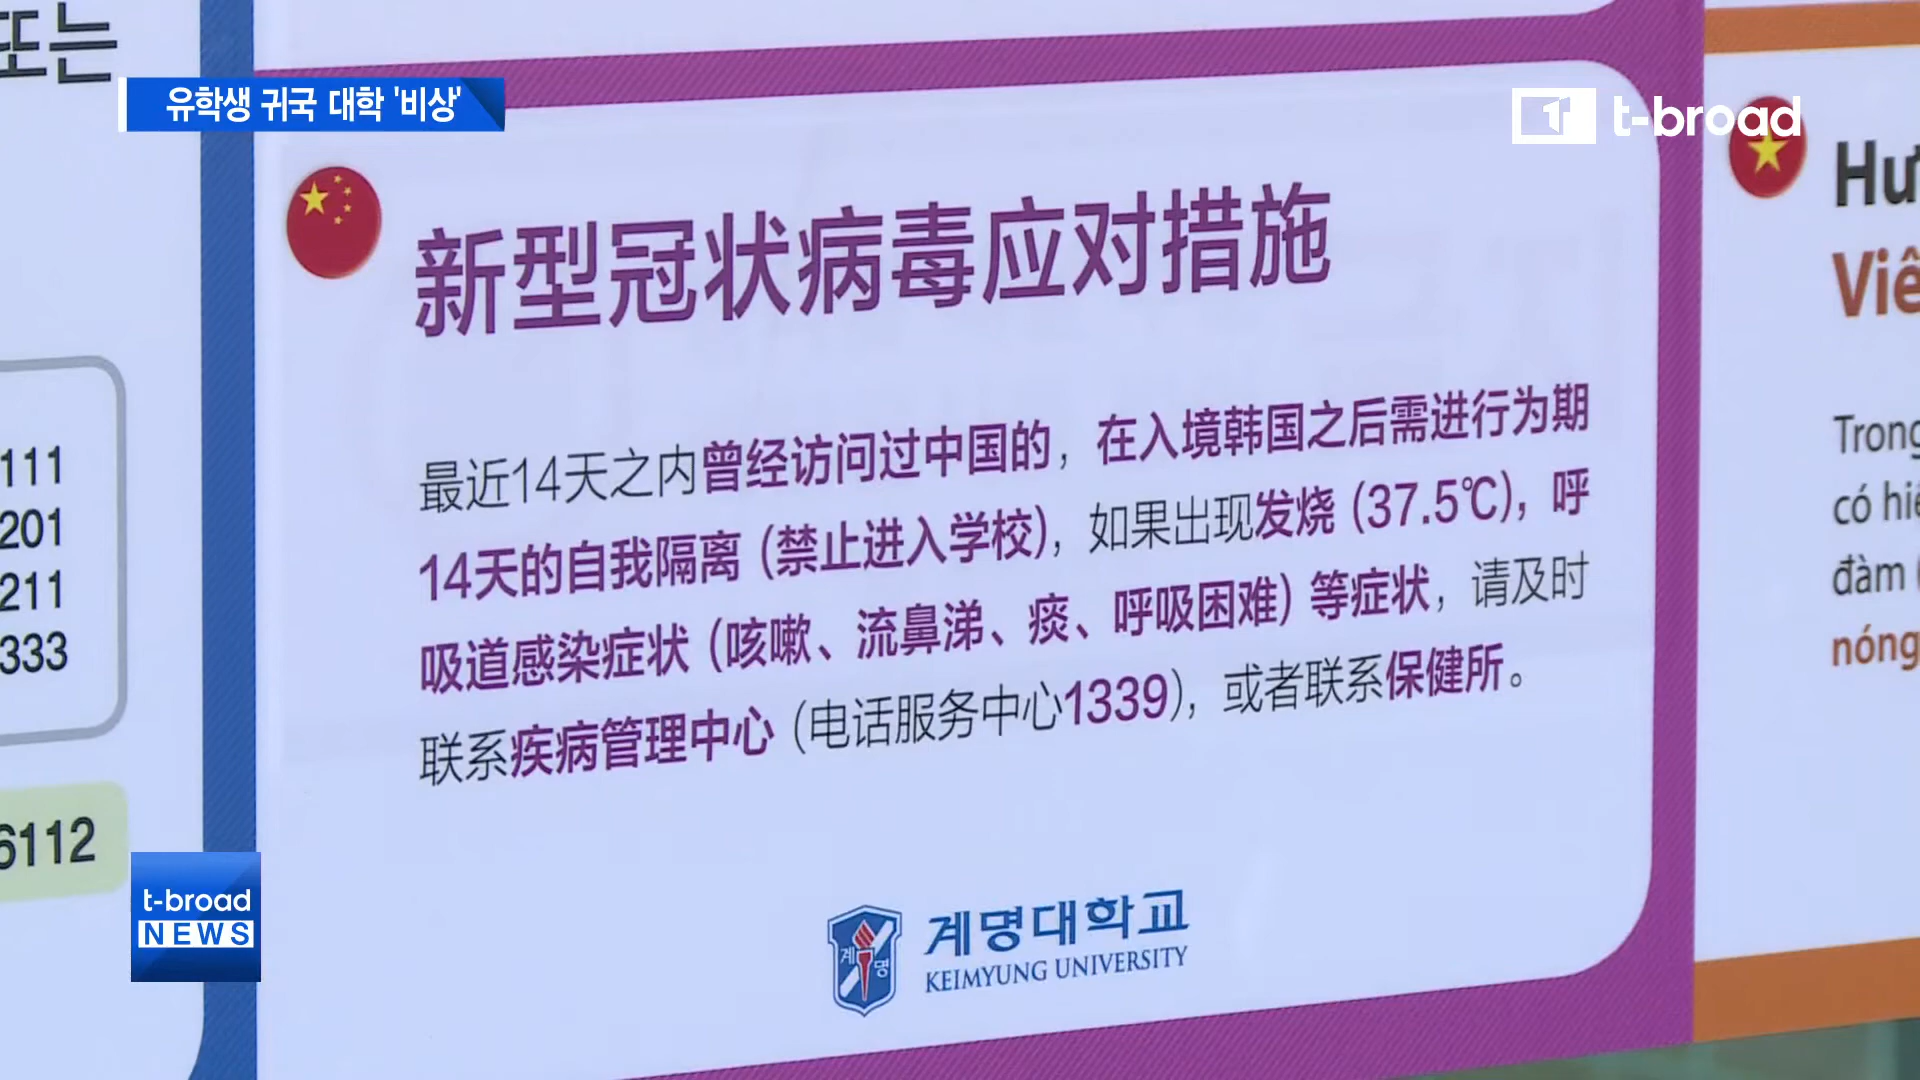 또는
유학생 귀국 대학 '비상'
t-broad
新型冠状病毒应对措施
最近14天之内曾经访问过中国的，在入境韩国之后需进行为期
14天的自我隔离 (禁止进入学校)，如果出现发烧 (37.5℃)，呼
吸道感染症状 (咳嗽、流鼻涕、痰、呼吸困难) 等症状，请及时
联系疾病管理中心 (电话服务中心1339)，或者联系保健所。
계명
계명대학교
KEIMYUNG UNIVERSITY
111
201
211
333
6112
t-broad
NEWS
Hư
Viê
Trong
có hiệ
đàm (
nóng